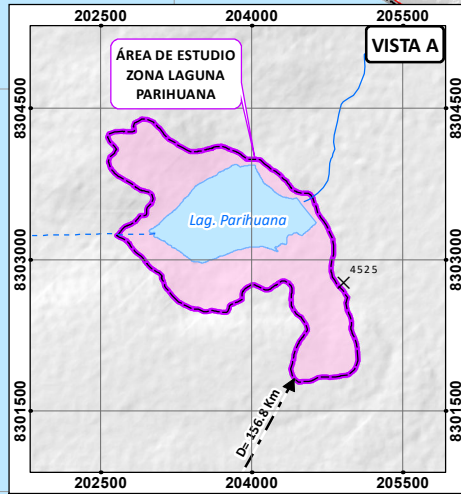 202500 204000 205500
VISTA A
ÁREA DE ESTUDIO
ZONA LAGUNA
PARIHUANA
8304500 8304500
Lag. Parihuana
8303000 8303000
4525
8301500 8301500
D= 156.8 Km
202500 204000 205500